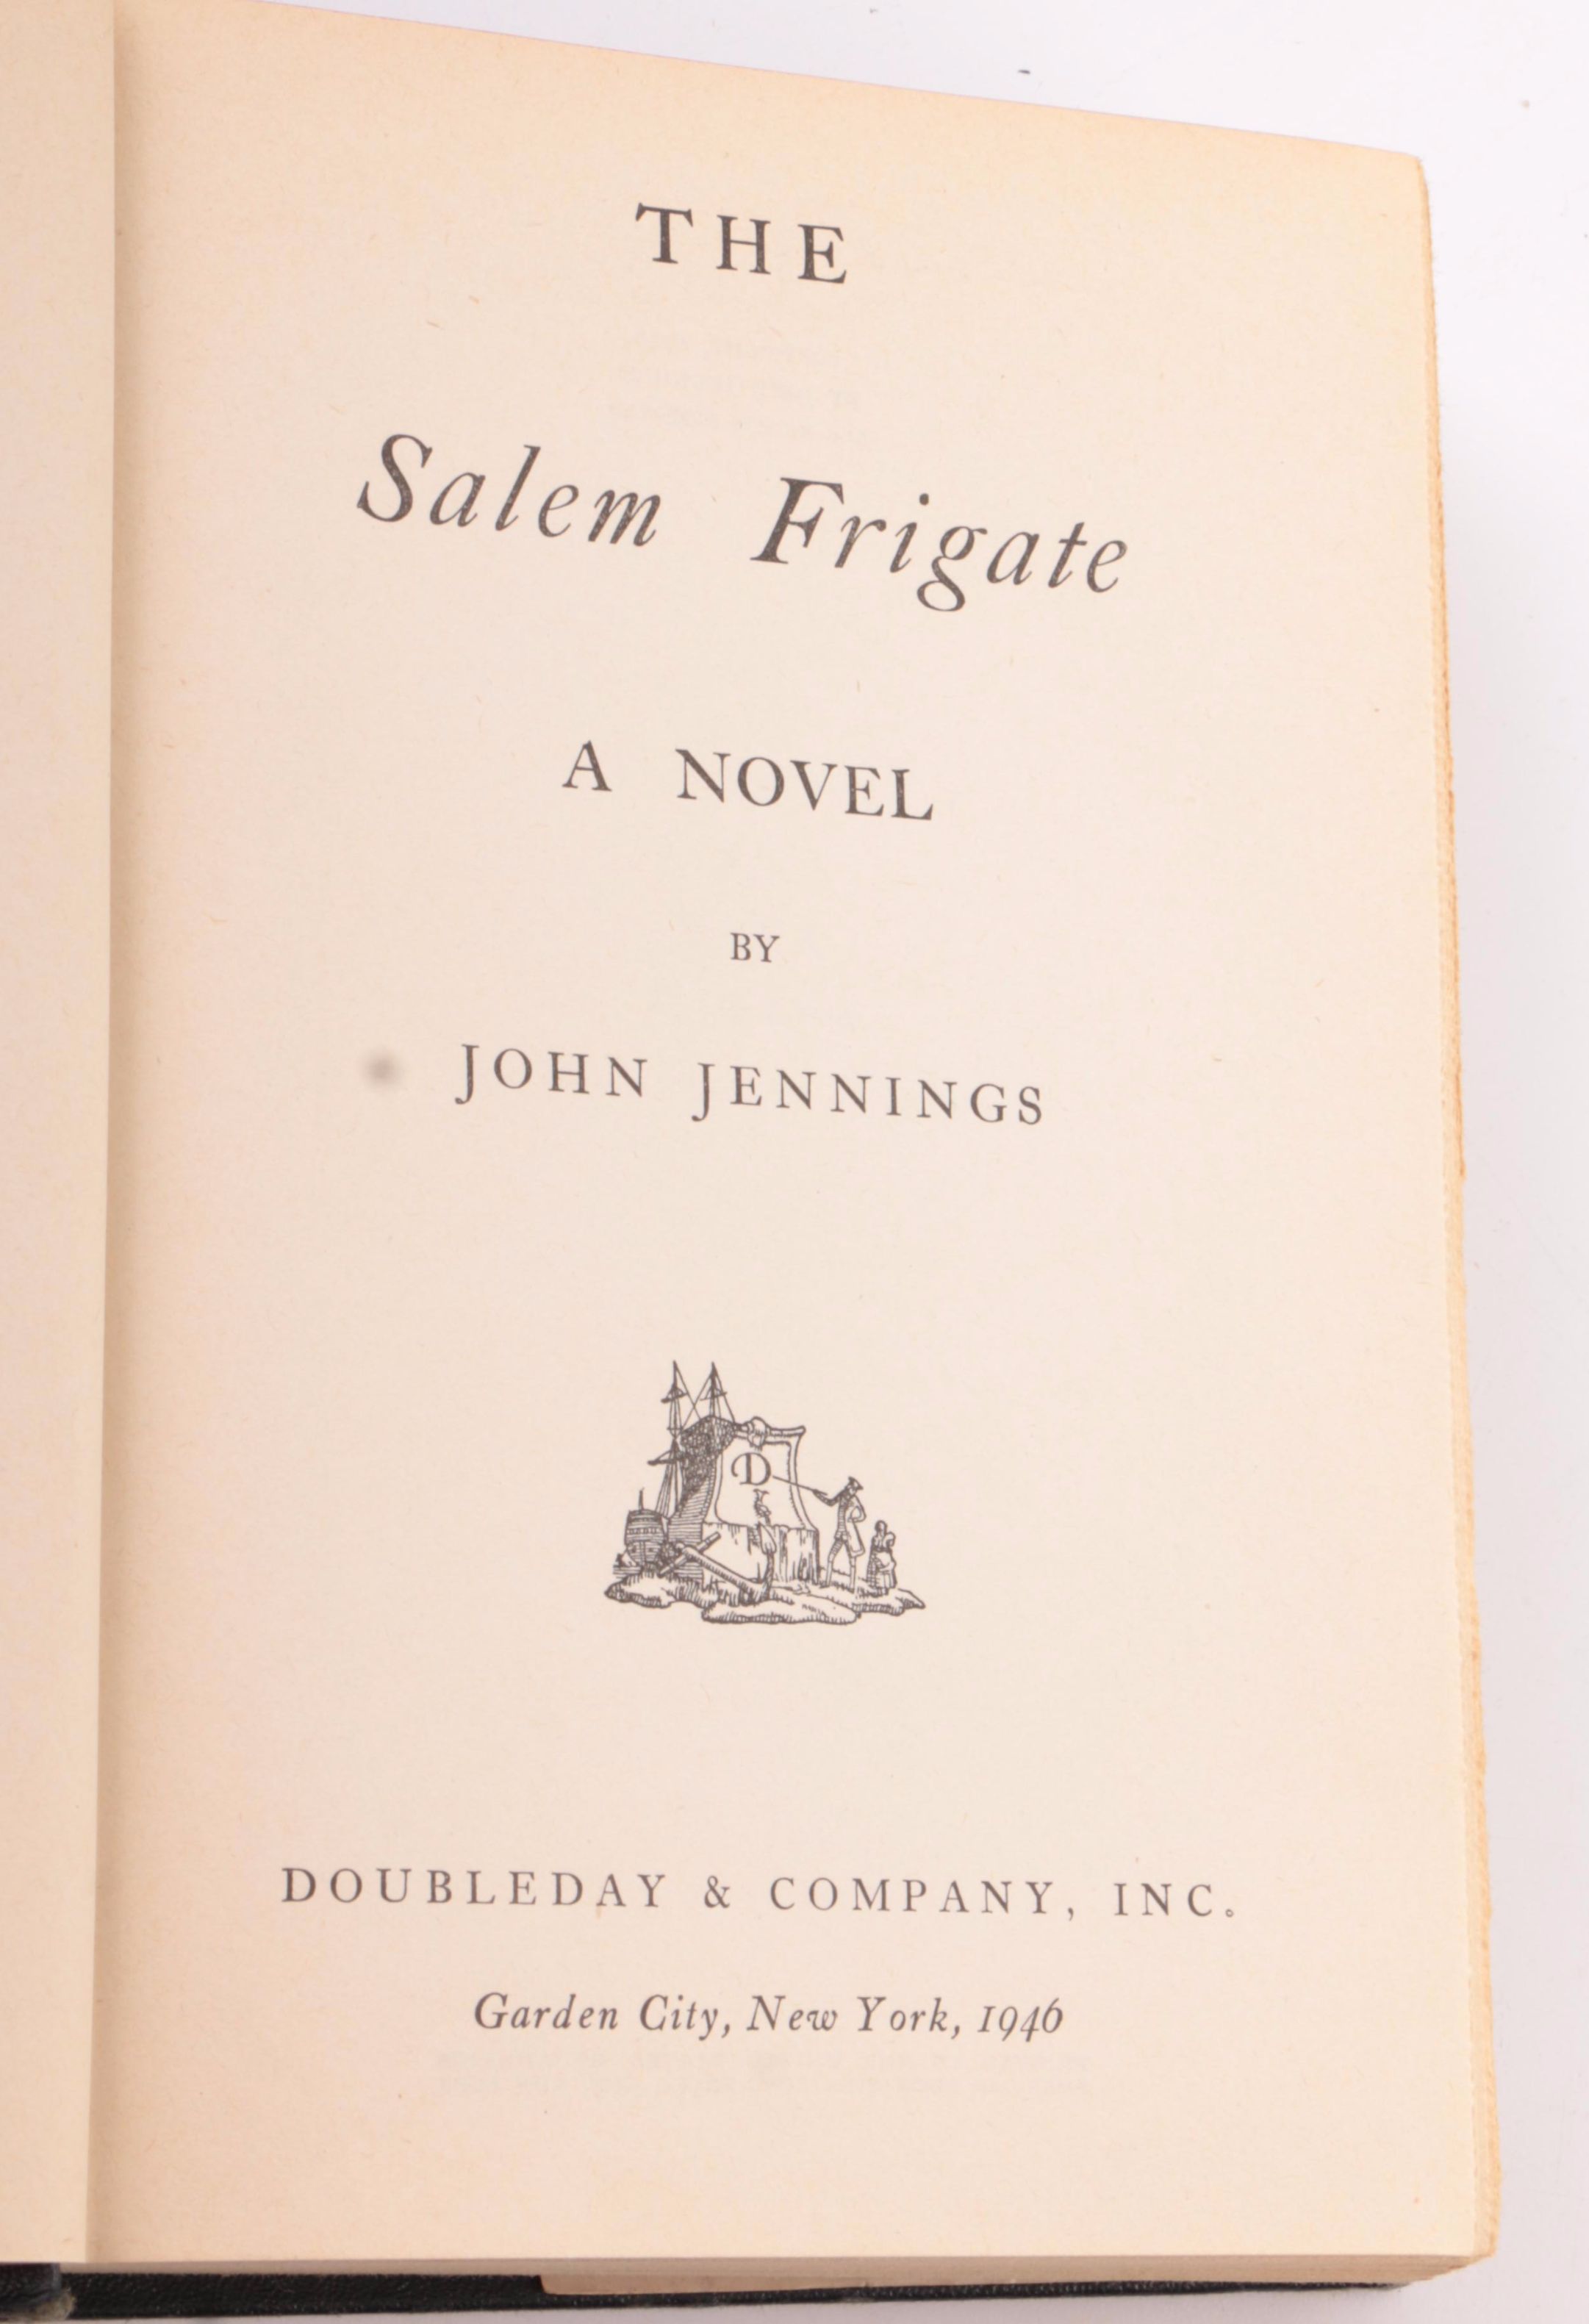 THE
Salem Frigate
A NOVEL
BY
JOHN JENNINGS
D
DOUBLEDAY & COMPANY, INC.
Garden City, New York, 1946